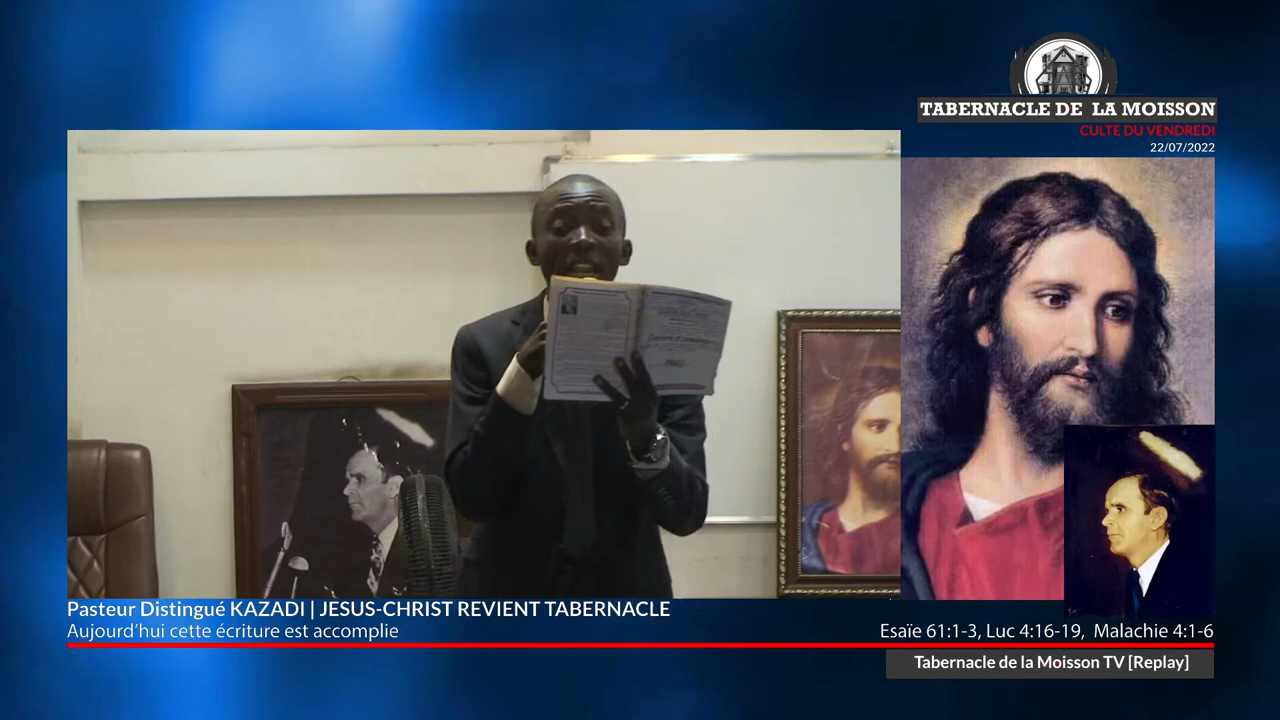 TABERNACLE DE LA MOISSON
CULTE DU VENDREDI
22/07/2022
Pasteur Distingué KAZADI | JESUS-CHRIST REVIENT TABERNACLE
Aujourd'hui cette écriture est accomplie
Esaïe 61:1-3, Luc 4:16-19, Malachie 4:1-6
Tabernacle de la Moisson TV [Replay]